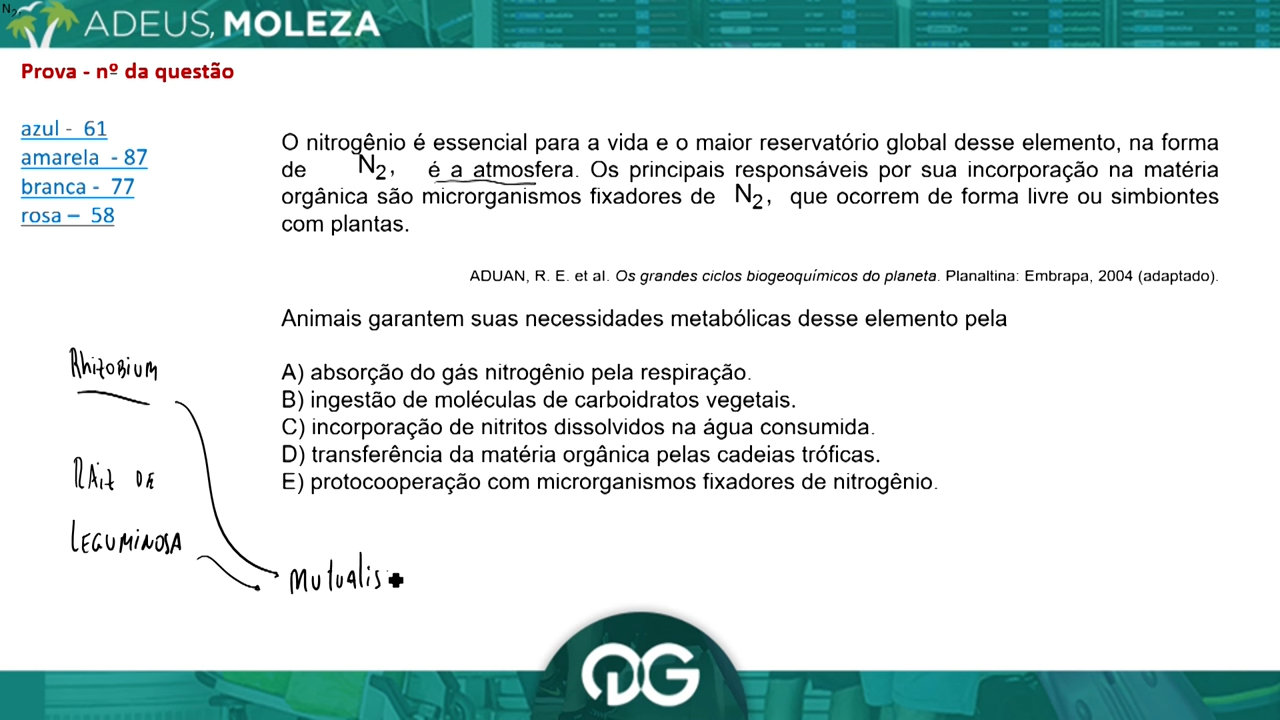 N2
ADEUS, MOLEZA
Prova - nº da questão
azul - 61
amarela - 87
branca - 77
rosa – 58
O nitrogênio é essencial para a vida e o maior reservatório global desse elemento, na forma
de N2, é a atmosfera. Os principais responsáveis por sua incorporação na matéria
orgânica são microrganismos fixadores de N2, que ocorrem de forma livre ou simbiontes
com plantas.
ADUAN, R. E. et al. Os grandes ciclos biogeoquímicos do planeta. Planaltina: Embrapa, 2004 (adaptado).
Animais garantem suas necessidades metabólicas desse elemento pela
A) absorção do gás nitrogênio pela respiração.
B) ingestão de moléculas de carboidratos vegetais.
C) incorporação de nitritos dissolvidos na água consumida.
D) transferência da matéria orgânica pelas cadeias tróficas.
E) protocooperação com microrganismos fixadores de nitrogênio.
Rhizobium
RAiz DE
LEGUMiNOSA
Mutualis
QG